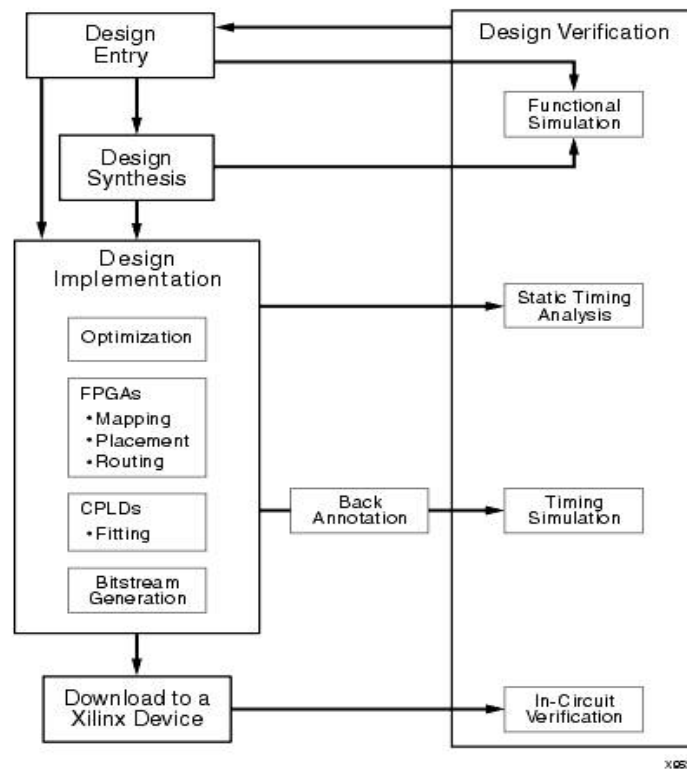 Design
Entry
Design Verification
Functional
Simulation
Design
Synthesis
Design
Implementation
Static Timing
Analysis
Optimization
FPGAs
• Mapping
• Placement
• Routing
Back
Annotation
Timing
Simulation
CPLDs
• Fitting
Bitstream
Generation
Download to a
Xilinx Device
In-Circuit
Verification